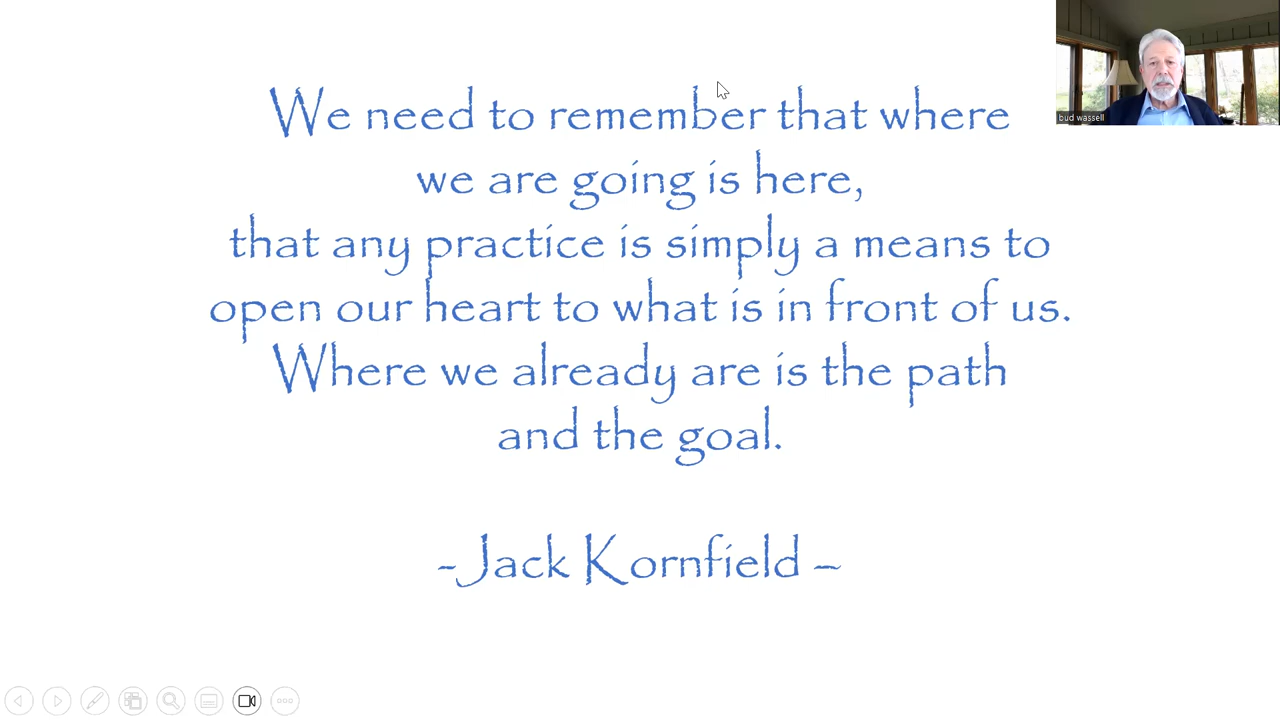 We need to remember that where
we are going is here,
that any practice is simply a means to
open our heart to what is in front of us.
Where we already are is the path
and the goal.
-Jack Kornfield –
bud wassell